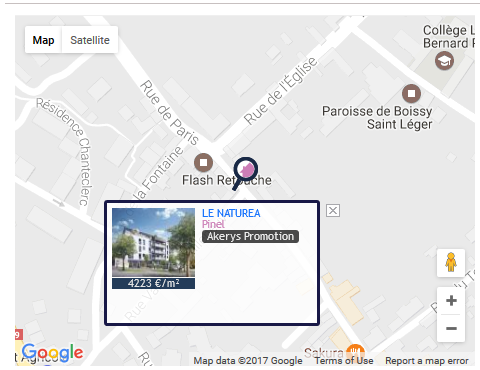 Map
Satellite
Collège L
Bernard P
Rue de l'Église
Rue de Paris
Paroisse de Boissy
Saint Léger
Résidence Chanteclerc
la Fontaine
Flash Retouche
LE NATUREA
Pinel
Akerys Promotion
4223 €/m²
Sakura
Google
Map data ©2017 Google
Terms of Use
Report a map error